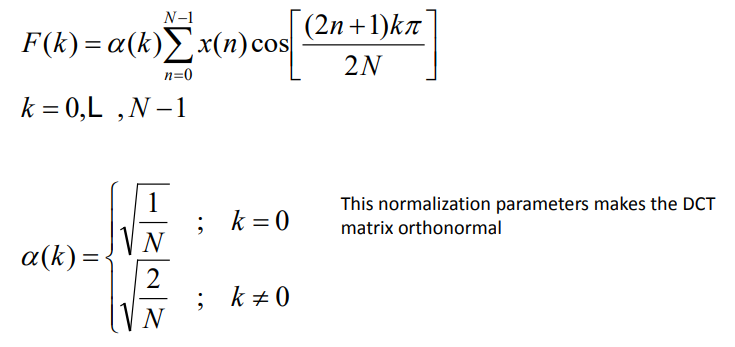 F(k) = α(k) ∑_{n=0}^{N−1} x(n) cos[(2n+1)kπ / 2N]
k = 0,L , N −1
α(k) = { √(1/N) ; k = 0
√(2/N) ; k ≠ 0
This normalization parameters makes the DCT
matrix orthonormal